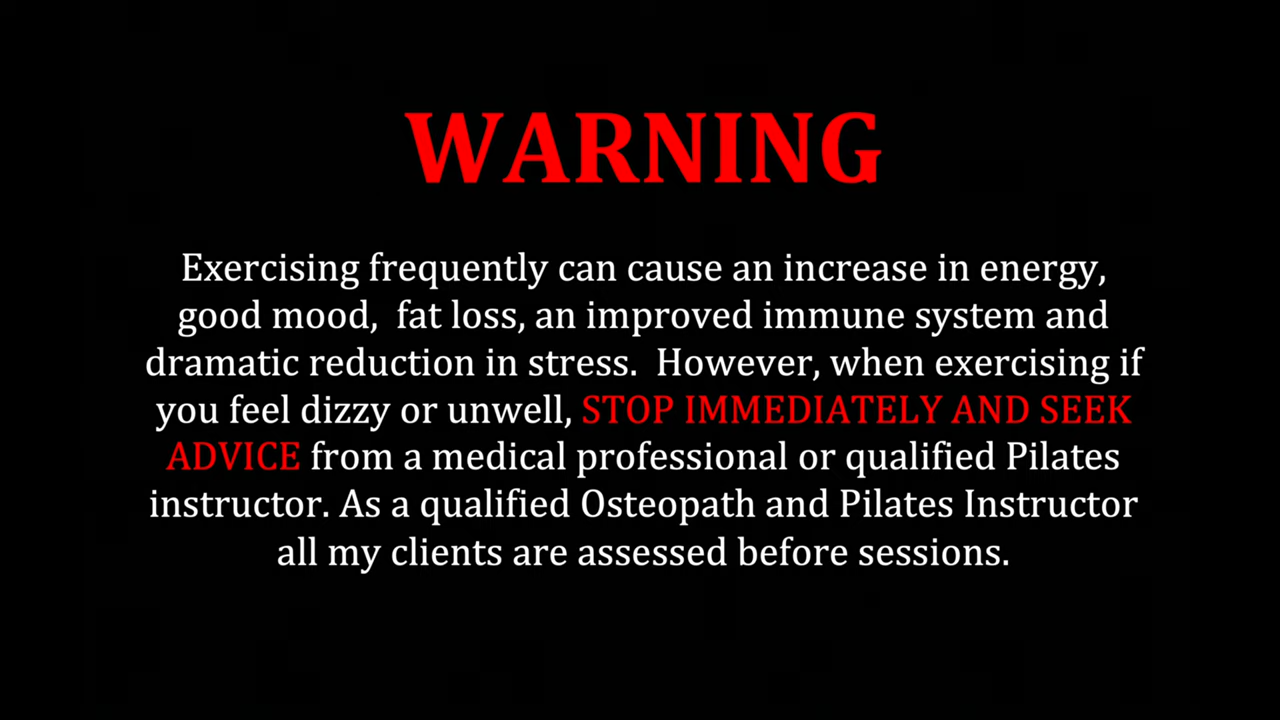 WARNING
Exercising frequently can cause an increase in energy,
good mood,  fat loss, an improved immune system and
dramatic reduction in stress.  However, when exercising if
you feel dizzy or unwell, STOP IMMEDIATELY AND SEEK
ADVICE from a medical professional or qualified Pilates
instructor. As a qualified Osteopath and Pilates Instructor
all my clients are assessed before sessions.